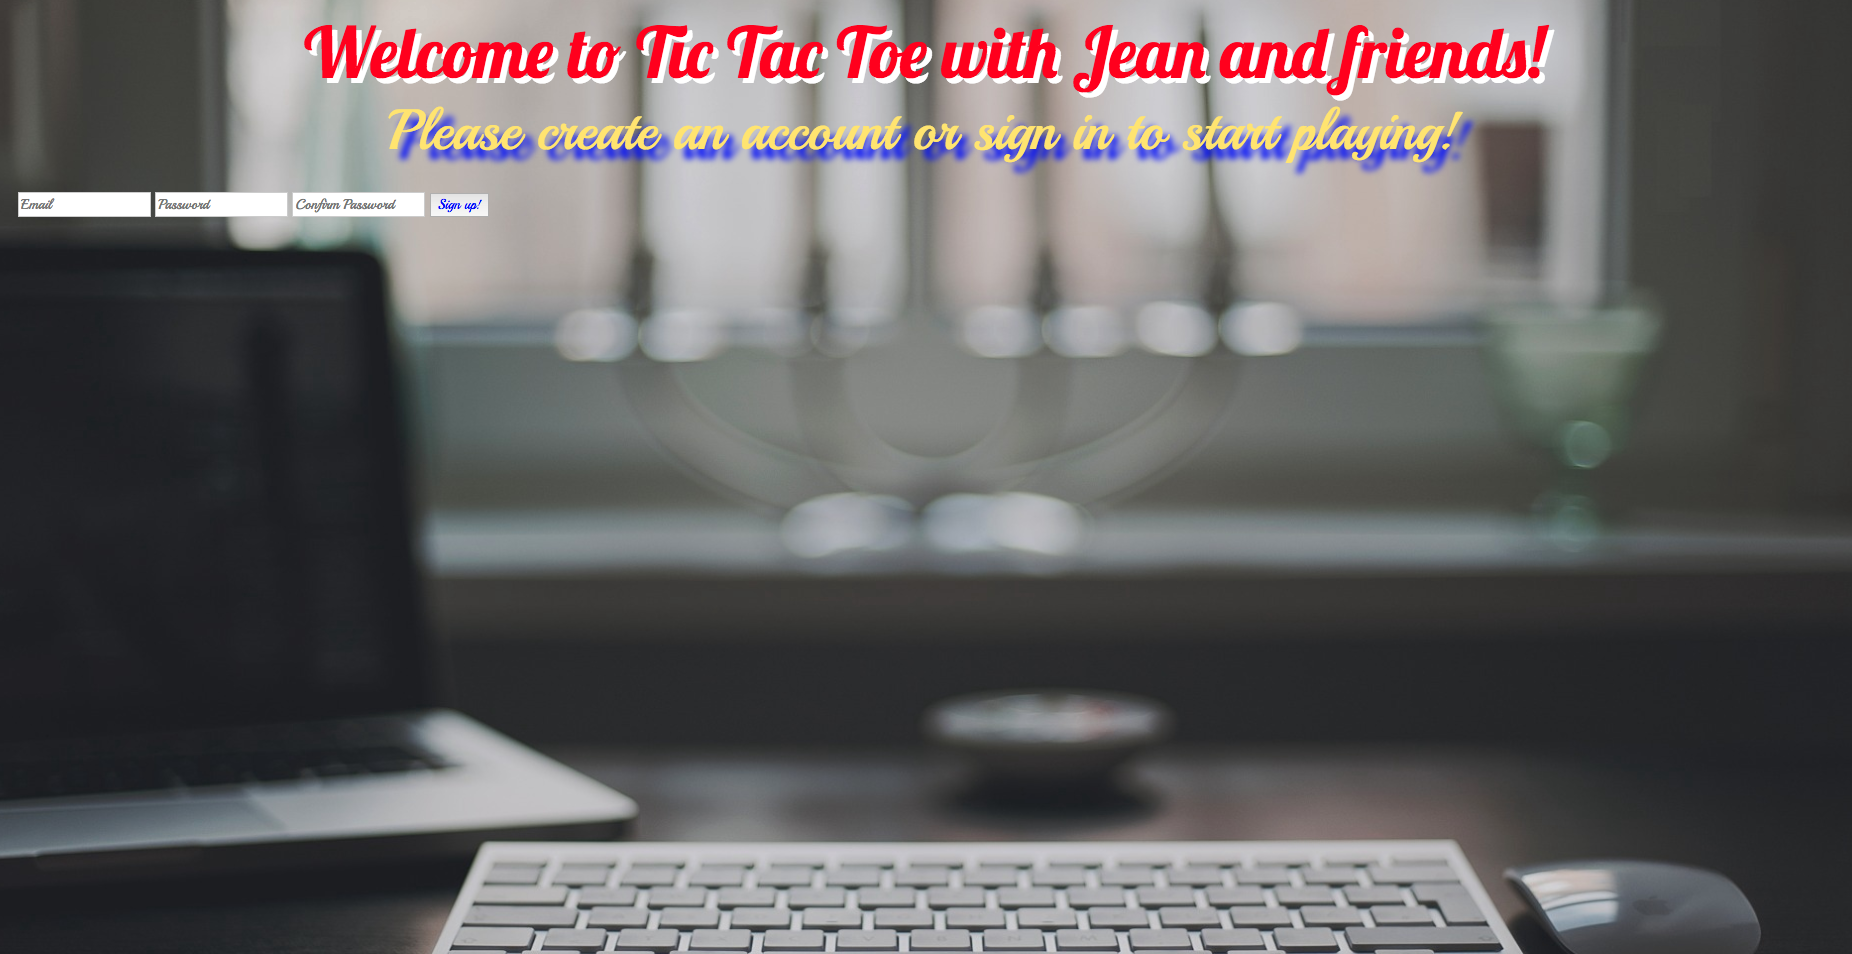 Welcome to Tic Tac Toe with Jean and friends!
Please create an account or sign in to start playing!
Email Password Confirm Password Sign up!